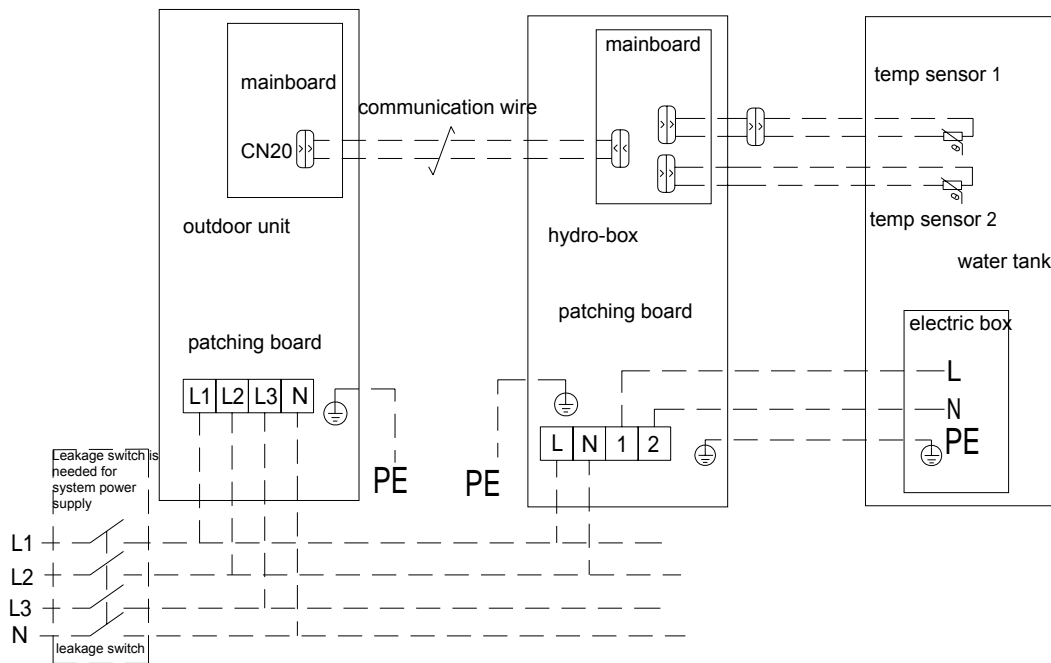 mainboard
temp sensor 1
mainboard
communication wire
CN20
outdoor unit
temp sensor 2
hydro-box
water tank
patching board
electric box
patching board
L
L1 L2 L3 N
N
PE
L N 1 2
PE
PE
Leakage switch is
needed for
system power
supply
L1
L2
L3
N
leakage switch